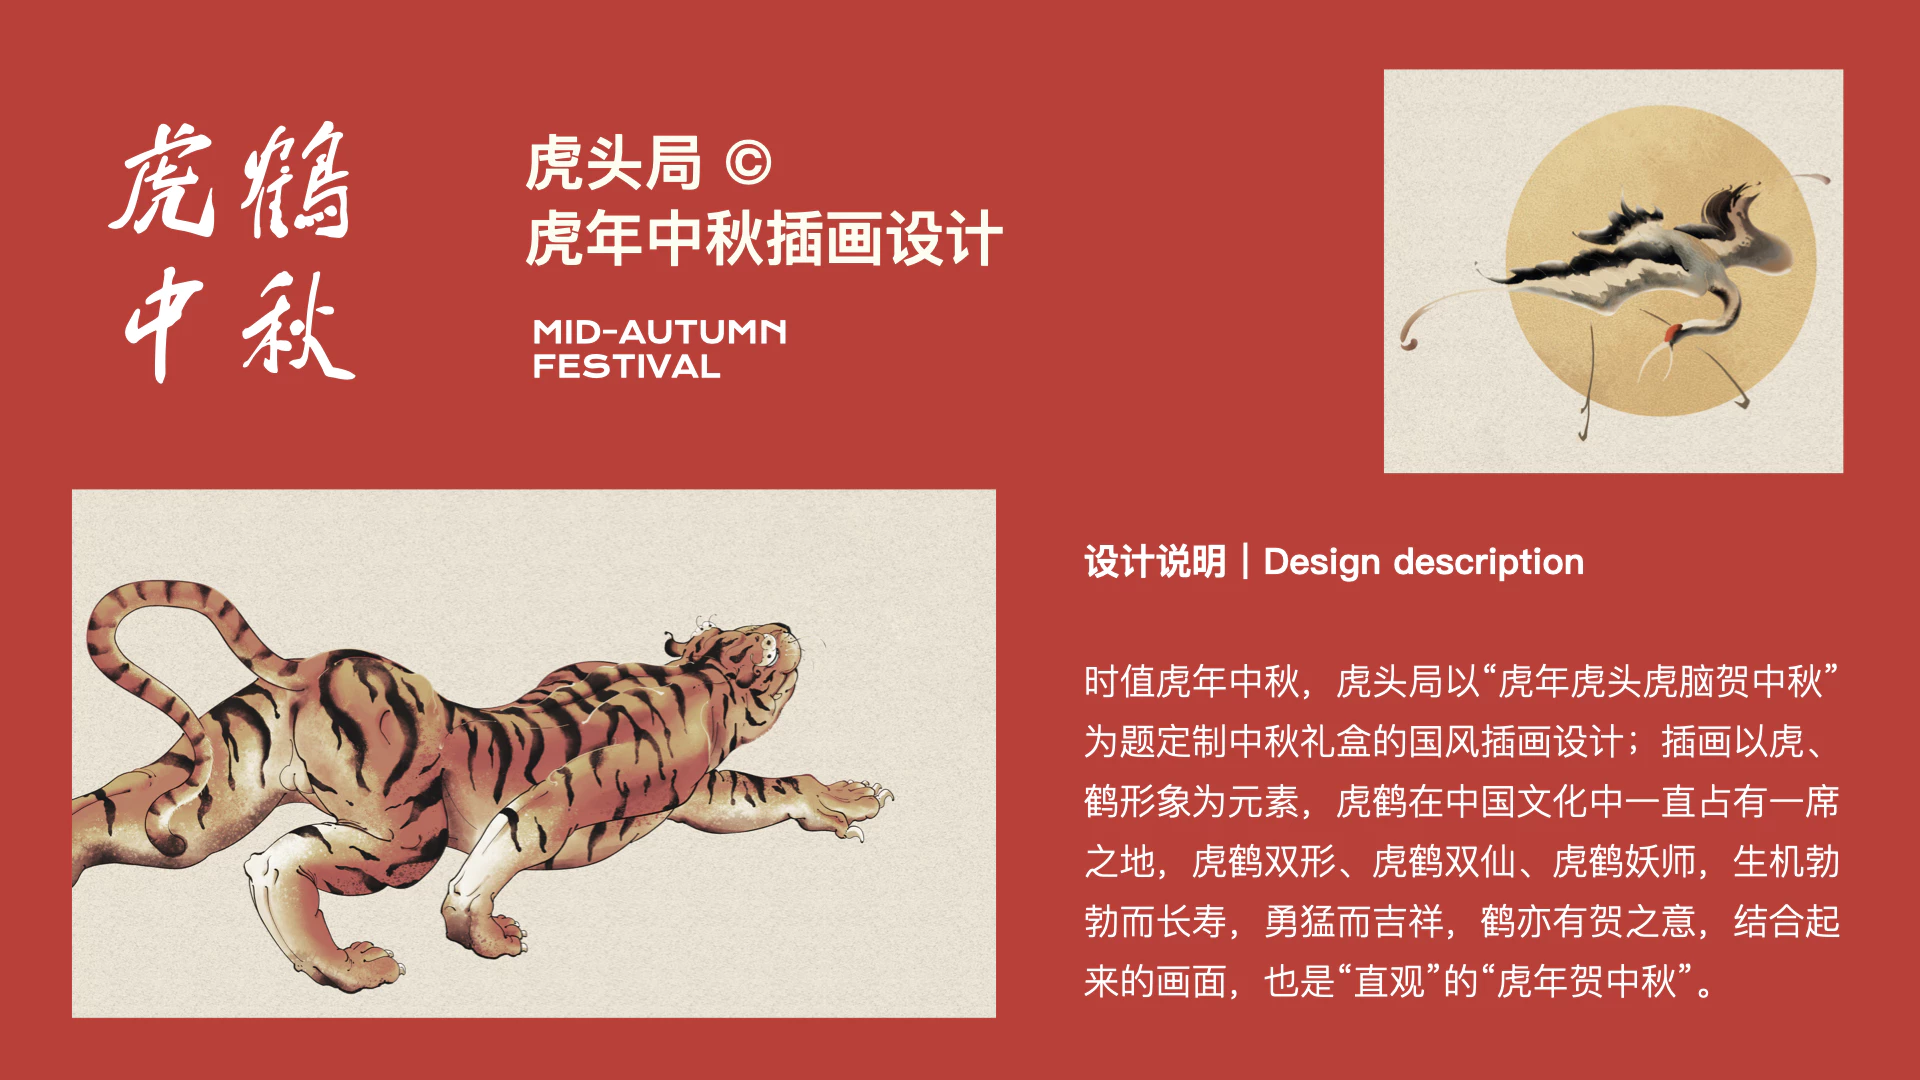 虎鹤
中秋
虎头局 ©
虎年中秋插画设计
MID-AUTUMN
FESTIVAL
设计说明｜Design description
时值虎年中秋，虎头局以“虎年虎头虎脑贺中秋”
为题定制中秋礼盒的国风插画设计；插画以虎、
鹤形象为元素，虎鹤在中国文化中一直占有一席
之地，虎鹤双形、虎鹤双仙、虎鹤妖师，生机勃
勃而长寿，勇猛而吉祥，鹤亦有贺之意，结合起
来的画面，也是“直观”的“虎年贺中秋”。